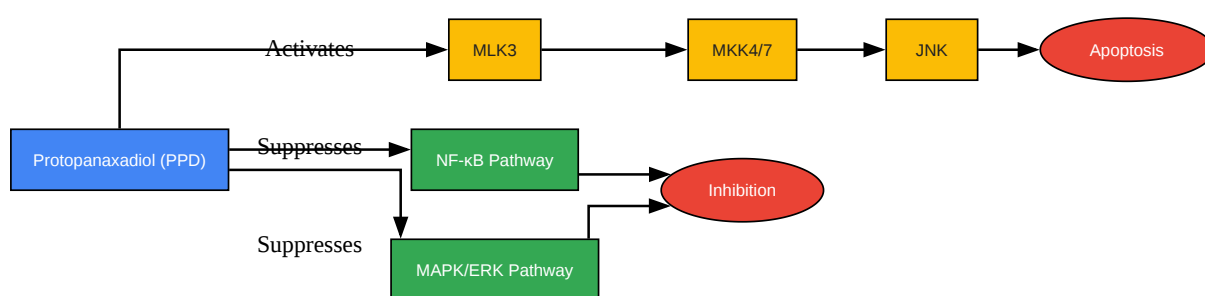 Activates
MLK3
MKK4/7
JNK
Apoptosis
Protopanaxadiol (PPD)
Suppresses
NF-κB Pathway
Inhibition
Suppresses
MAPK/ERK Pathway